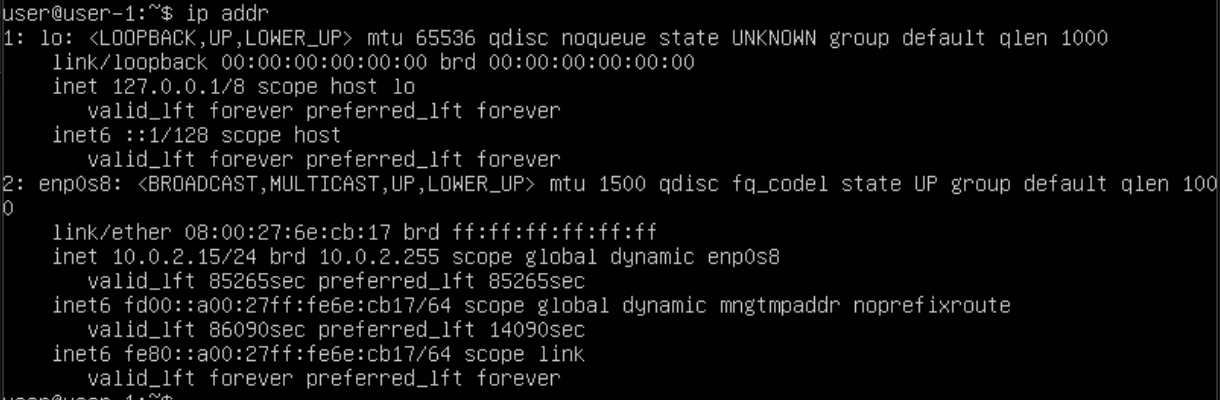 user@user-1:~$ ip addr
1: lo: <LOOPBACK,UP,LOWER_UP> mtu 65536 qdisc noqueue state UNKNOWN group default qlen 1000
    link/loopback 00:00:00:00:00:00 brd 00:00:00:00:00:00
    inet 127.0.0.1/8 scope host lo
       valid_lft forever preferred_lft forever
    inet6 ::1/128 scope host
       valid_lft forever preferred_lft forever
2: enp0s8: <BROADCAST,MULTICAST,UP,LOWER_UP> mtu 1500 qdisc fq_codel state UP group default qlen 100
0
    link/ether 08:00:27:6e:cb:17 brd ff:ff:ff:ff:ff:ff
    inet 10.0.2.15/24 brd 10.0.2.255 scope global dynamic enp0s8
       valid_lft 85265sec preferred_lft 85265sec
    inet6 fd00::a00:27ff:fe6e:cb17/64 scope global dynamic mngtmpaddr noprefixroute
       valid_lft 86090sec preferred_lft 14090sec
    inet6 fe80::a00:27ff:fe6e:cb17/64 scope link
       valid_lft forever preferred_lft forever
user@user-1:~$